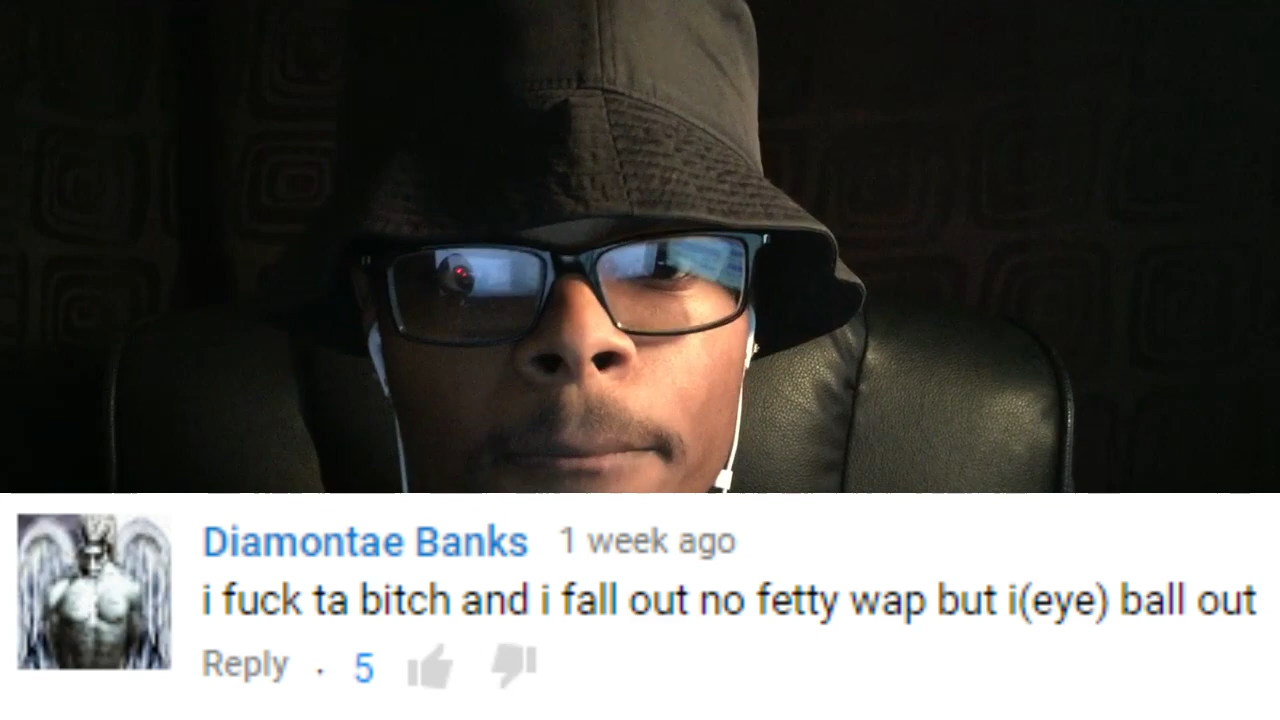 Diamontae Banks 1 week ago
i fuck ta bitch and i fall out no fetty wap but i(eye) ball out
Reply . 5